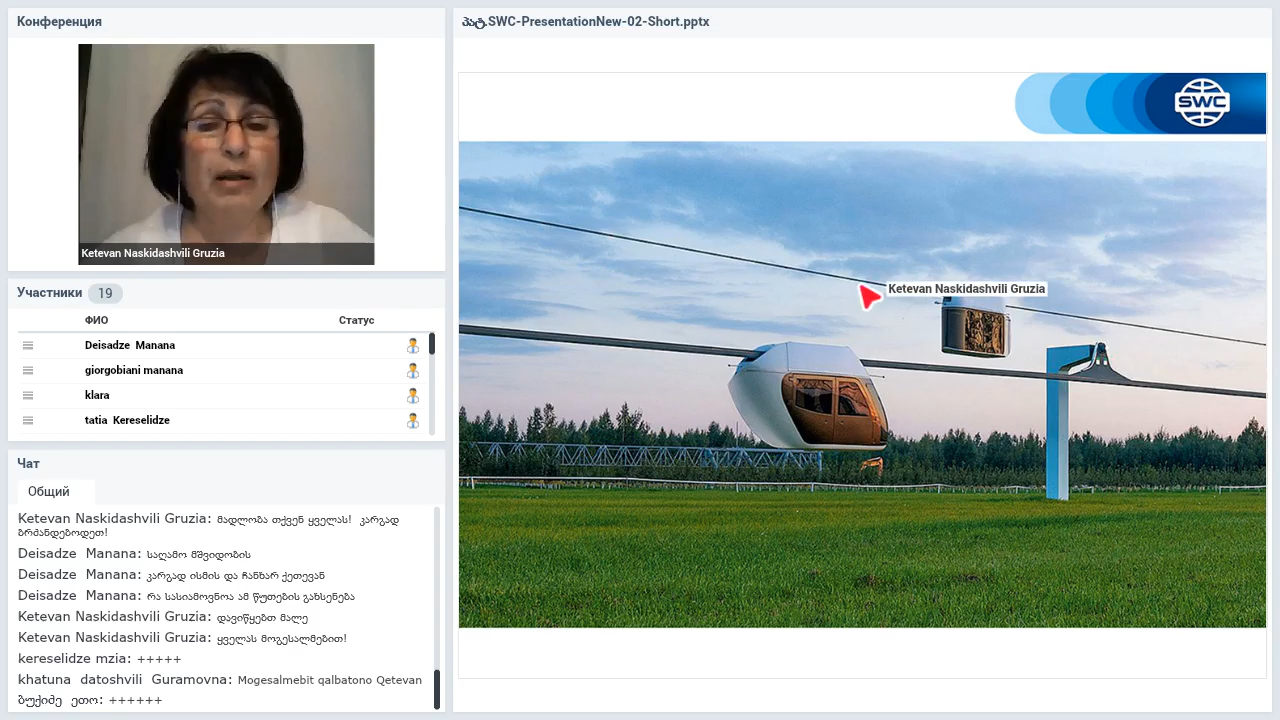 Конференция
Ketevan Naskidashvili Gruzia
Участники 19
ФИО Статус
Deisadze Manana
giorgobiani manana
klara
tatia Kereselidze
Чат
Общий
Ketevan Naskidashvili Gruzia: მადლობა თქვენ ყველას! კარგად
ბრძანდებოდეთ!
Deisadze Manana: საღამო მშვიდობის
Deisadze Manana: კარგად ისმის და ჩანხარ ქეთევან
Deisadze Manana: რა სასიამოვნოა ამ წუთების გახსენება
Ketevan Naskidashvili Gruzia: დავიწყებთ მალე
Ketevan Naskidashvili Gruzia: ყველას მოგესალმებით!
kereselidze mzia: +++++
khatuna datoshvili Guramovna: Mogesalmebit qalbatono Qetevan
ბუქიძე ეთო: ++++++
პატ.SWC-PresentationNew-02-Short.pptx
SWC
Ketevan Naskidashvili Gruzia